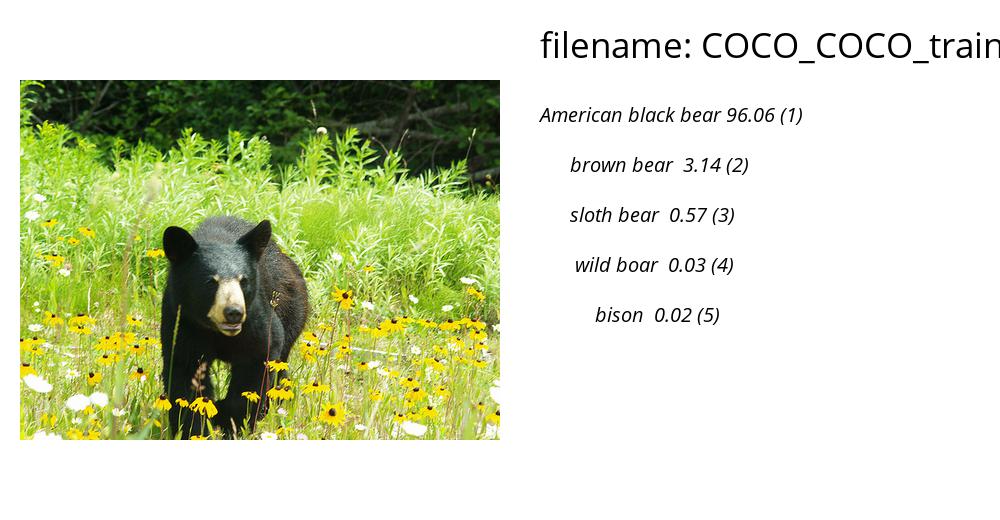 filename: COCO_COCO_train
American black bear 96.06 (1)
brown bear 3.14 (2)
sloth bear 0.57 (3)
wild boar 0.03 (4)
bison 0.02 (5)